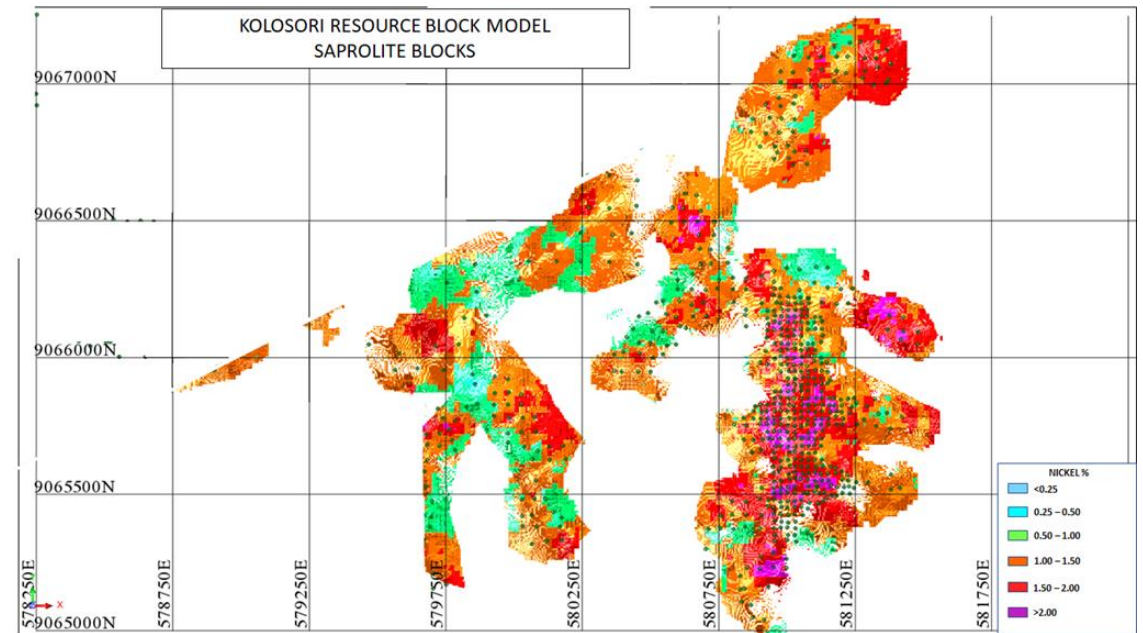 KOLOSORI RESOURCE BLOCK MODEL
SAPROLITE BLOCKS
9067000N
9066500N
9066000N
9065500N
9065000N
578250E
578750E
579250E
579750E
580250E
580750E
581250E
581750E
X
NICKEL %
<0.25
0.25 – 0.50
0.50 – 1.00
1.00 – 1.50
1.50 – 2.00
>2.00